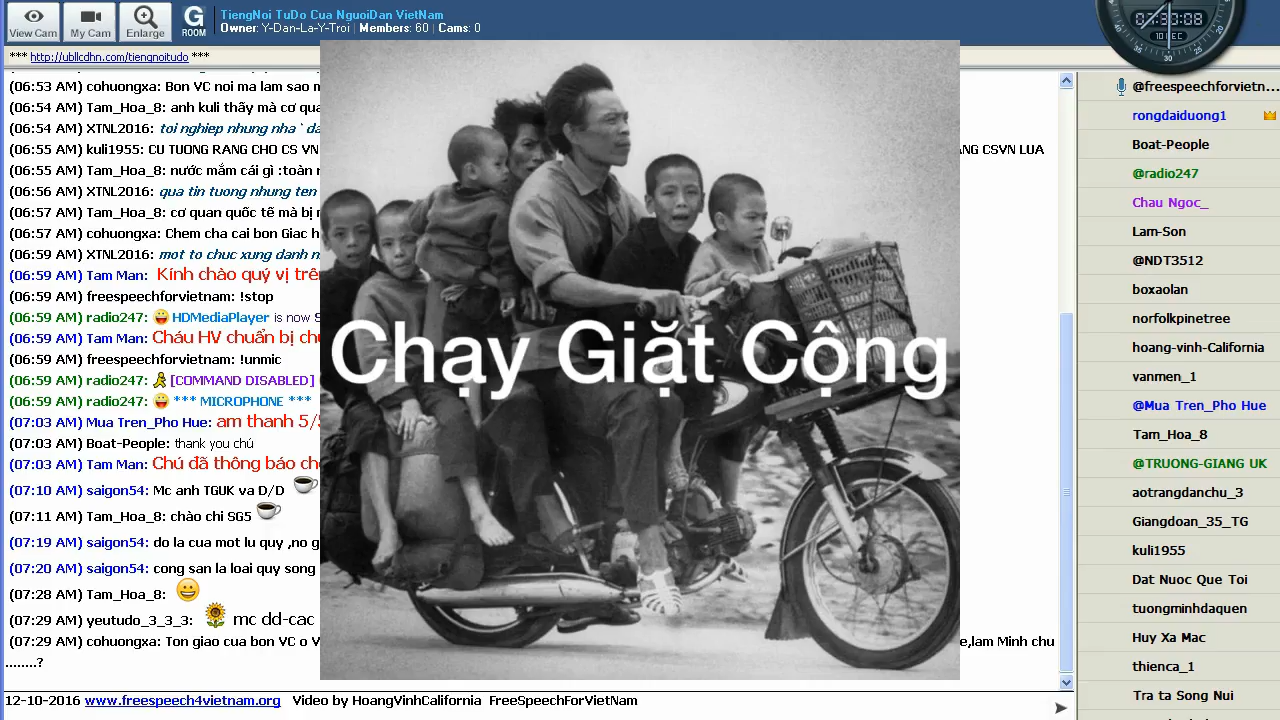 View Cam
My Cam
Enlarge
G
ROOM
TiengNoi TuDo Cua NguoiDan VietNam
Owner: Y-Dan-La-Y-Troi | Members: 60 | Cams: 0
10 DEC
30
*** http://ubllcdhn.com/tiengnoitudo ***
(06:53 AM) cohuongxa: Bon VC noi ma lam sao
(06:54 AM) Tam_Hoa_8: anh kuli thấy mà cơ
(06:54 AM) XTNL2016: toi nghiep nhung nha`
(06:55 AM) kuli1955: CU TUONG RANG CHO CS VN
CSVN LUA
(06:55 AM) Tam_Hoa_8: nước mắm cái gì :toàn
(06:56 AM) XTNL2016: qua tin tuong nhung ten
(06:57 AM) Tam_Hoa_8: cơ quan quốc tế mà bị
(06:57 AM) cohuongxa: Chem cha cai bon Giac
(06:59 AM) XTNL2016: mot to chuc xung danh
(06:59 AM) Tam Man: Kính chào quý vị
(06:59 AM) freespeechforvietnam: !stop
(06:59 AM) radio247: HDMediaPlayer is now
(06:59 AM) Tam Man: Cháu HV chuẩn bị
(06:59 AM) freespeechforvietnam: !unmic
(06:59 AM) radio247: [COMMAND DISABLED]
(06:59 AM) radio247: *** MICROPHONE ***
(07:03 AM) Mua Tren_Pho Hue: am thanh
(07:03 AM) Boat-People: thank you chú
(07:03 AM) Tam Man: Chú đã thông báo
(07:10 AM) saigon54: Mc anh TGUK va D/D
(07:11 AM) Tam_Hoa_8: chào chi SG5
(07:19 AM) saigon54: do la cua mot lu quy ,no
(07:20 AM) saigon54: cong san la loai quy song
(07:28 AM) Tam_Hoa_8:
(07:29 AM) yeutudo_3_3_3: mc dd-cac
(07:29 AM) cohuongxa: Ton giao cua bon VC o
e,lam Minh chu
........?
Chạy Giặt Cộng
@freespeechforvietn...
rongdaiduong1
Boat-People
@radio247
Chau Ngoc_
Lam-Son
@NDT3512
boxaolan
norfolkpinetree
hoang-vinh-California
vanmen_1
@Mua Tren_Pho Hue
Tam_Hoa_8
@TRUONG-GIANG UK
aotrangdanchu_3
Giangdoan_35_TG
kuli1955
Dat Nuoc Que Toi
tuongminhdaquen
Huy Xa Mac
thienca_1
Tra ta Song Nui
12-10-2016 www.freespeech4vietnam.org Video by HoangVinhCalifornia FreeSpeechForVietNam